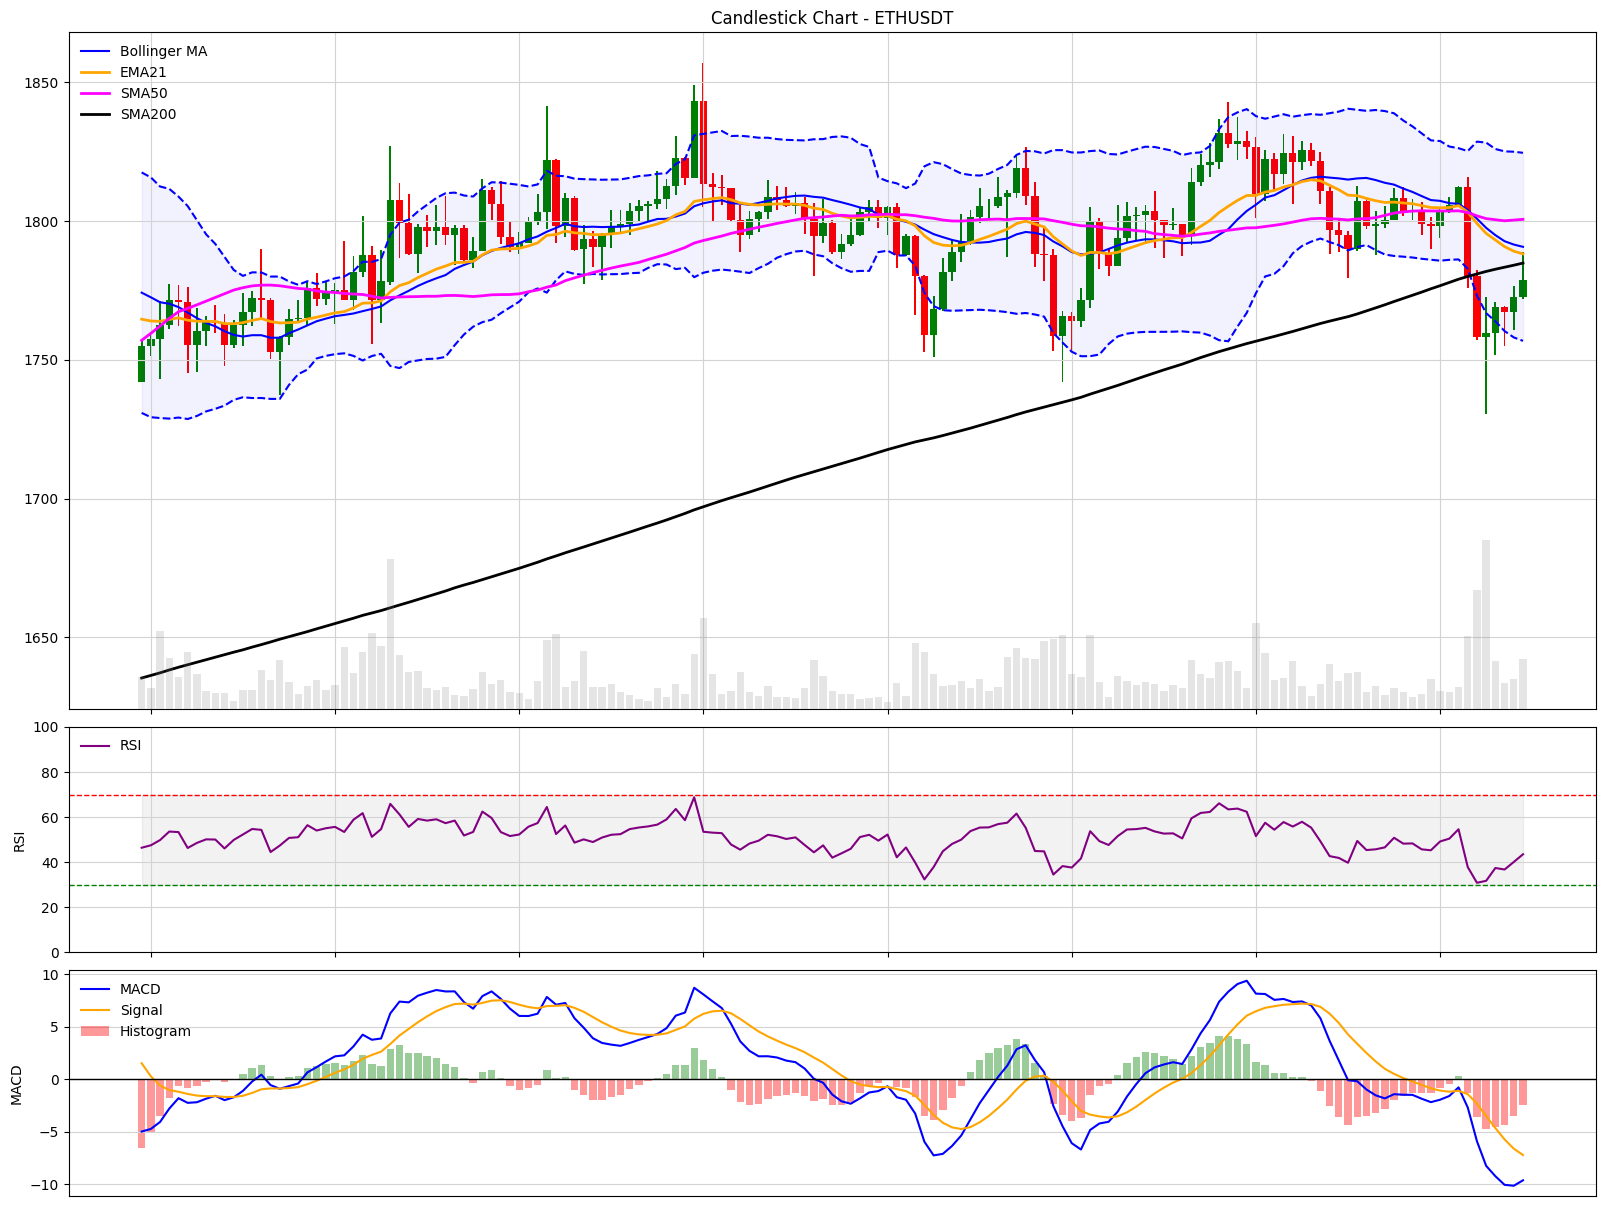 Candlestick Chart - ETHUSDT
Bollinger MA
EMA21
SMA50
SMA200
1850
1800
1750
1700
1650
RSI
100
80
60
40
20
0
RSI
MACD
Signal
Histogram
10
5
0
−5
−10
MACD